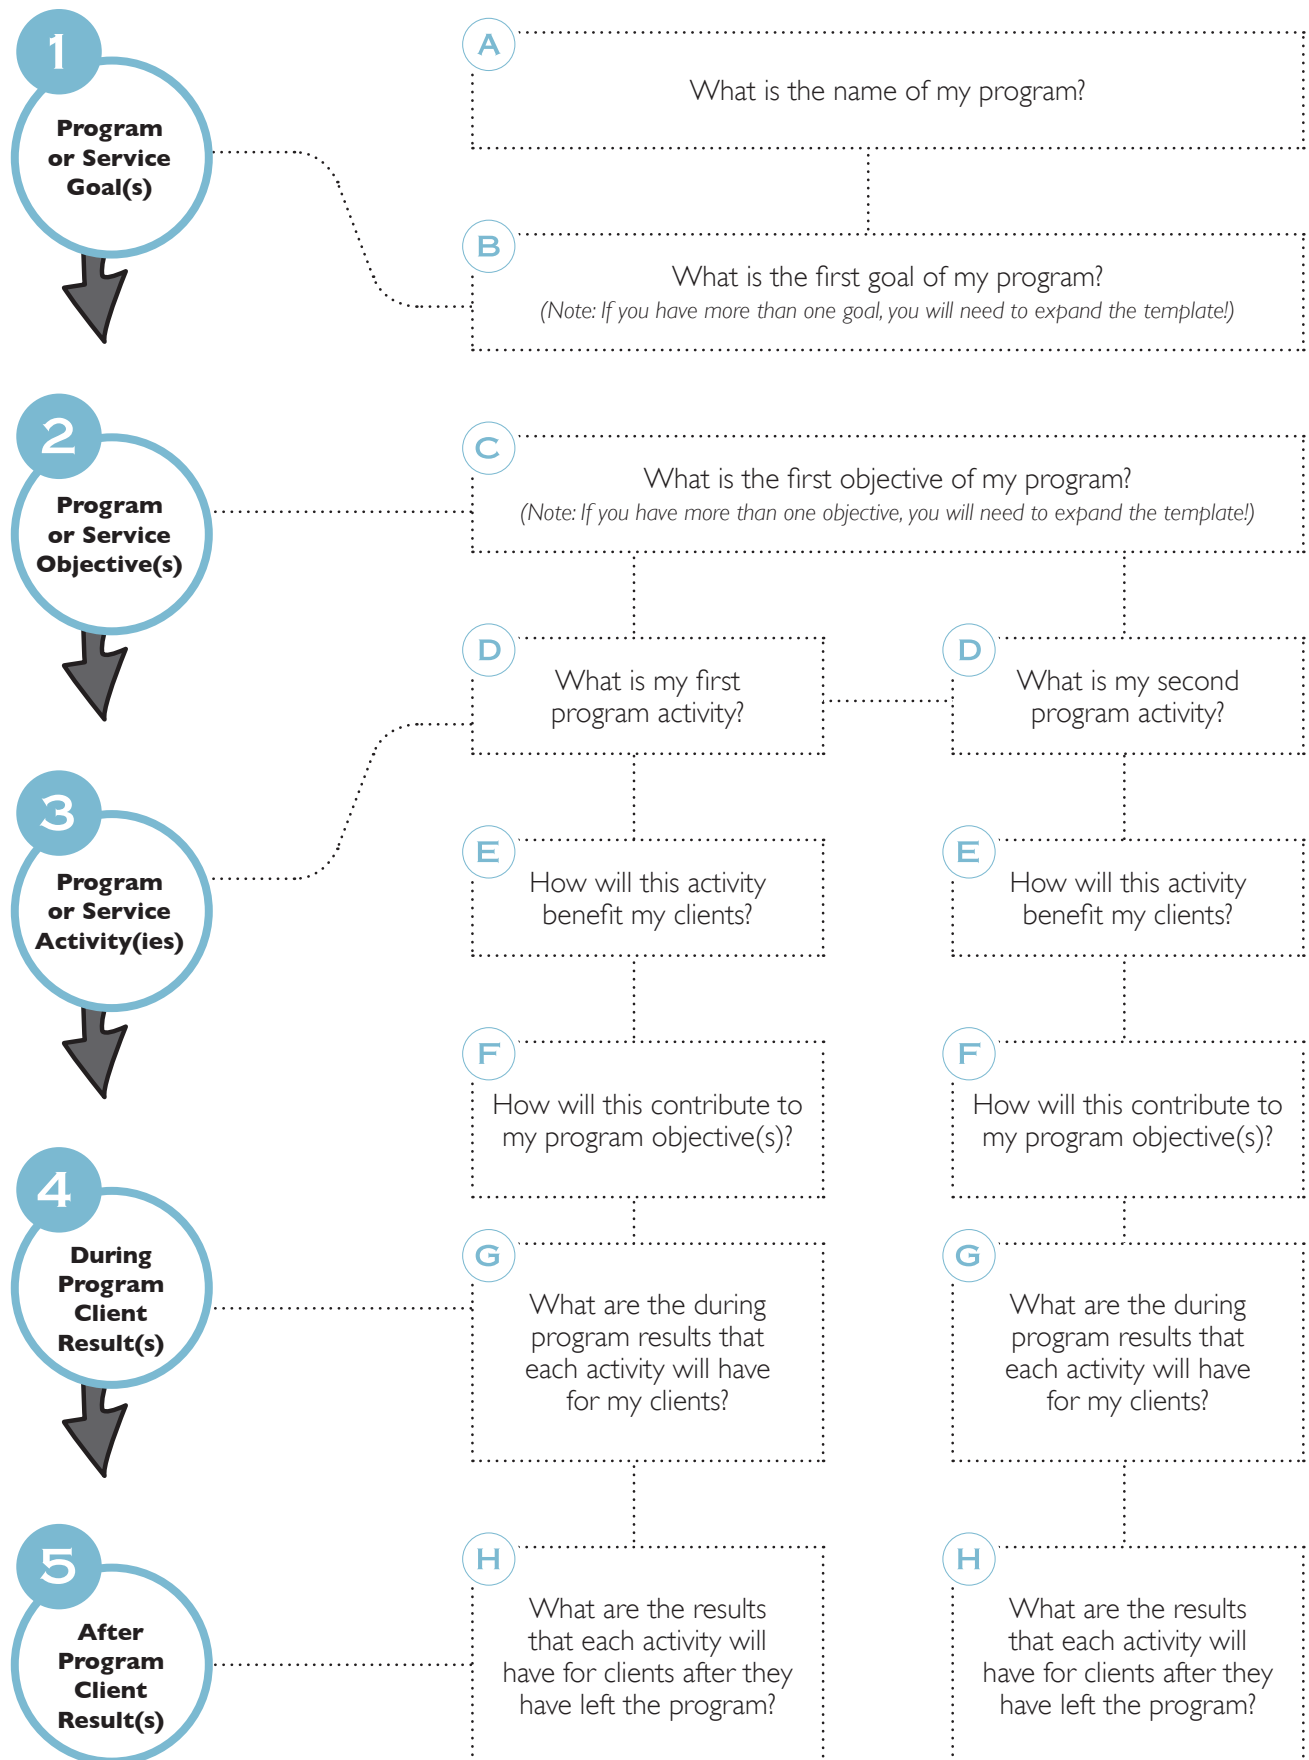 1
Program
or Service
Goal(s)
A
What is the name of my program?
B
What is the first goal of my program?
(Note: If you have more than one goal, you will need to expand the template!)
2
Program
or Service
Objective(s)
C
What is the first objective of my program?
(Note: If you have more than one objective, you will need to expand the template!)
D
What is my first
program activity?
D
What is my second
program activity?
3
Program
or Service
Activity(ies)
E
How will this activity
benefit my clients?
E
How will this activity
benefit my clients?
F
How will this contribute to
my program objective(s)?
F
How will this contribute to
my program objective(s)?
4
During
Program
Client
Result(s)
G
What are the during
program results that
each activity will have
for my clients?
G
What are the during
program results that
each activity will have
for my clients?
5
After
Program
Client
Result(s)
H
What are the results
that each activity will
have for clients after they
have left the program?
H
What are the results
that each activity will
have for clients after they
have left the program?